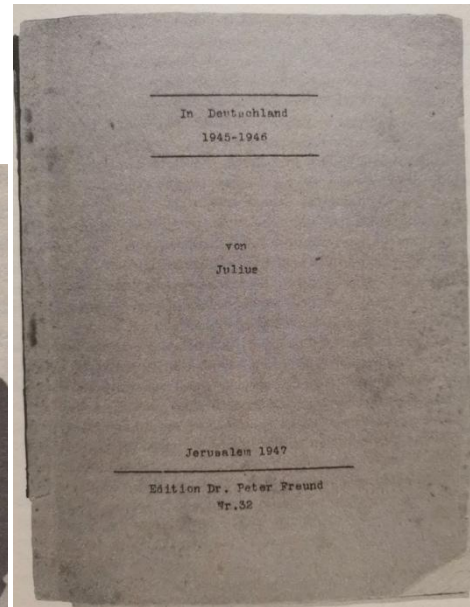 In Deutschland
1945-1946
von
Julius
Jerusalem 1947
Edition Dr. Peter Freund
Nr.32